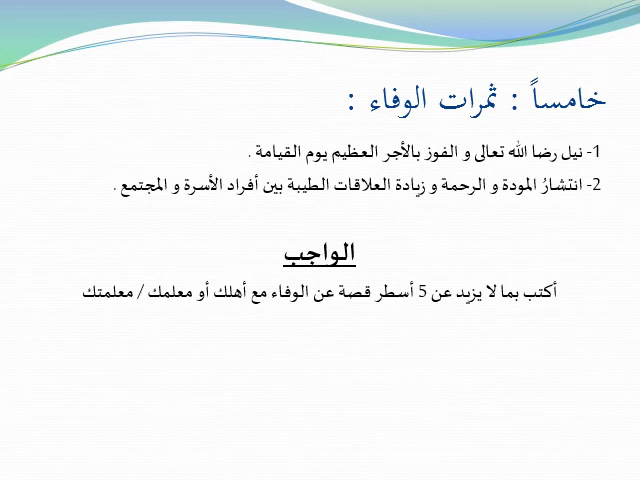 خامساً : ثمرات الوفاء :
1- نيل رضا الله تعالى و الفوز بالأجر العظيم يوم القيامة .
2- انتشارُ المودة و الرحمة و زيادة العلاقات الطيبة بين أفراد الأسرة و المجتمع .
الواجب
أكتب بما لا يزيد عن 5 أسطر قصة عن الوفاء مع أهلك أو معلمك / معلمتك